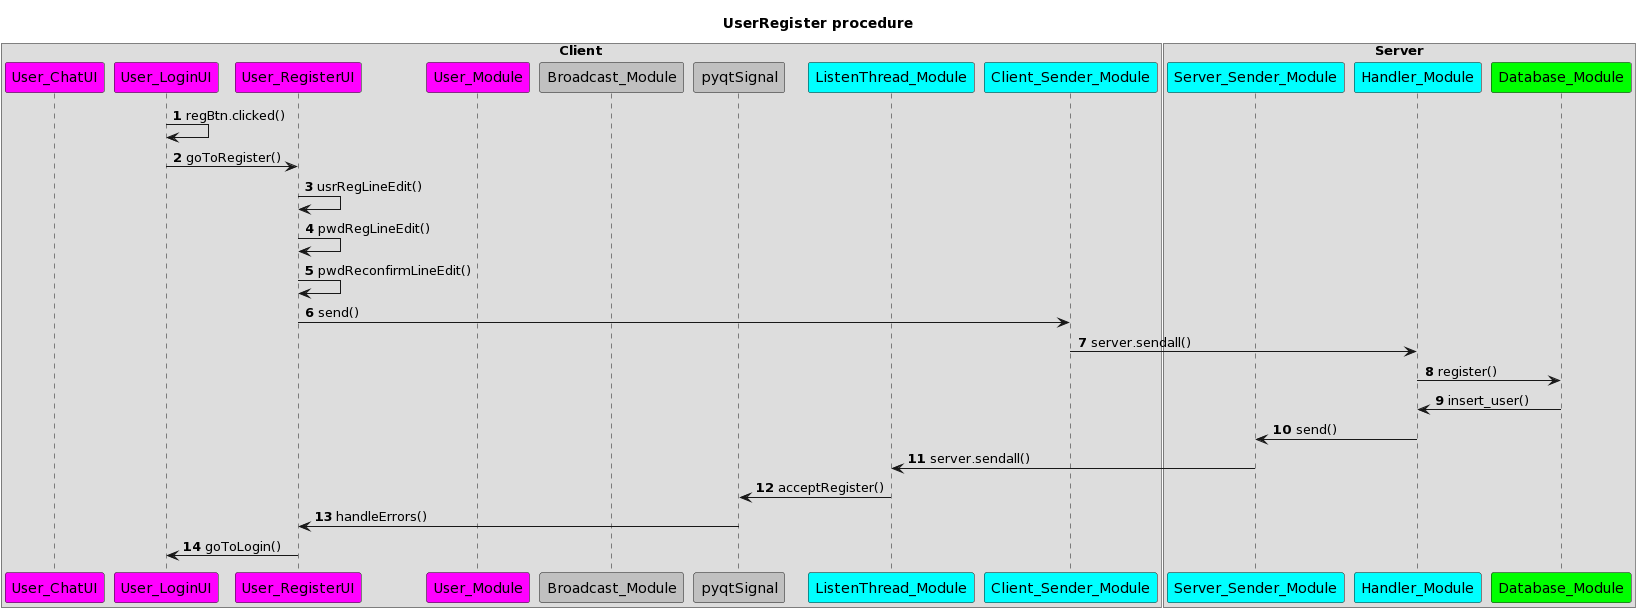 UserRegister procedure
Client Server
User_ChatUI User_LoginUI User_RegisterUI User_Module Broadcast_Module pyqtSignal ListenThread_Module Client_Sender_Module Server_Sender_Module Handler_Module Database_Module
1 regBtn.clicked()
2 goToRegister()
3 usrRegLineEdit()
4 pwdRegLineEdit()
5 pwdReconfirmLineEdit()
6 send()
7 server.sendall()
8 register()
9 insert_user()
10 send()
11 server.sendall()
12 acceptRegister()
13 handleErrors()
14 goToLogin()
User_ChatUI User_LoginUI User_RegisterUI User_Module Broadcast_Module pyqtSignal ListenThread_Module Client_Sender_Module Server_Sender_Module Handler_Module Database_Module